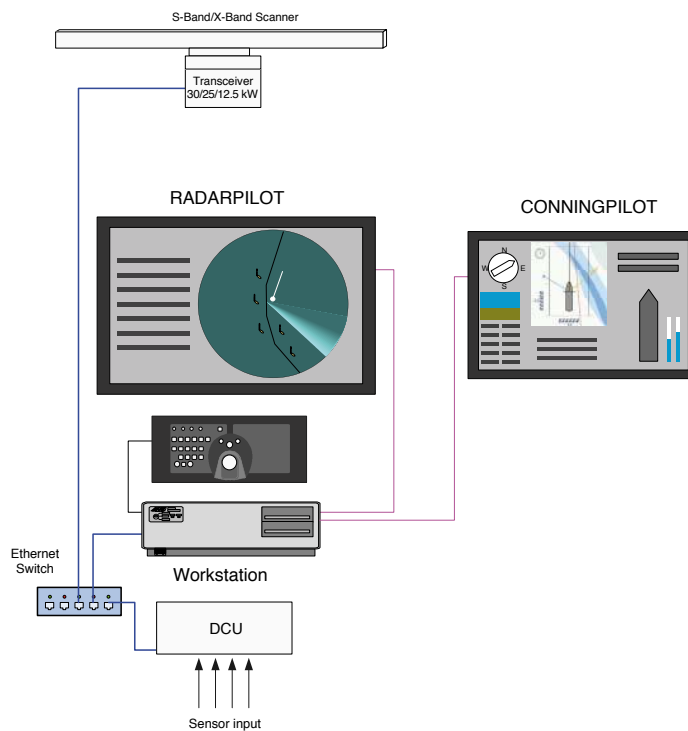 S-Band/X-Band Scanner
Transceiver
30/25/12.5 kW
RADARPILOT
CONNINGPILOT
N
W
E
S
Ethernet
Switch
Workstation
DCU
Sensor input